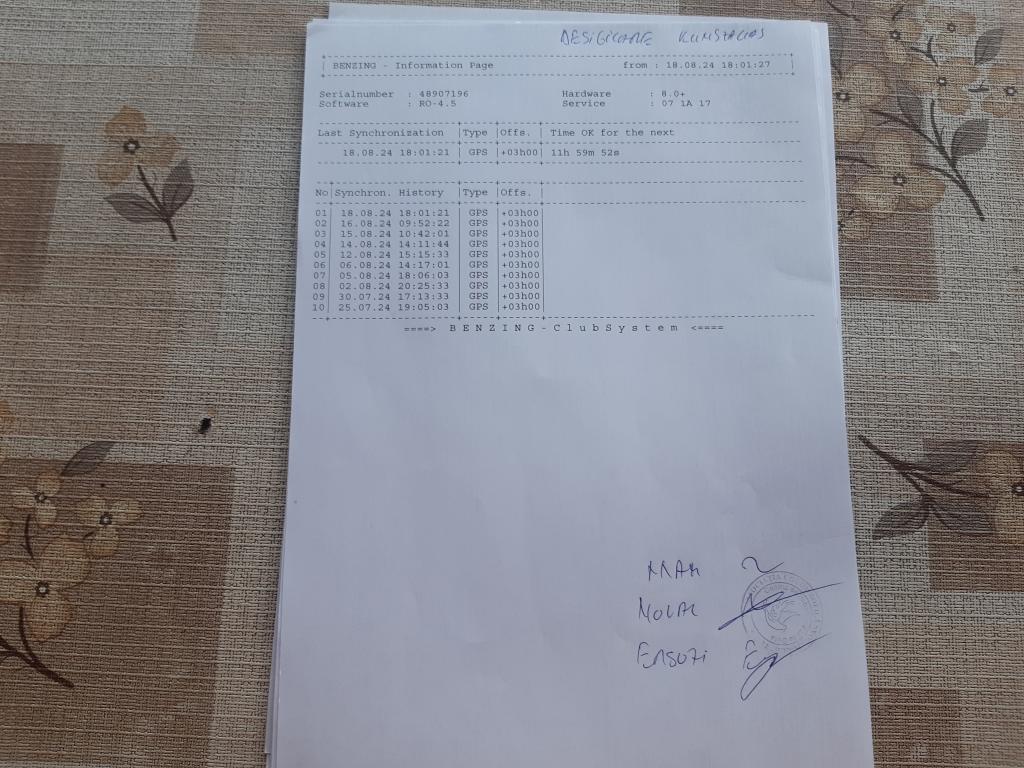 DESIGILARE
BENZING - Information Page from : 18.08.24 18:01:27
Serialnumber : 48907196 Hardware : 8.0+
Software : RO-4.5 Service : 07 1A 17
Last Synchronization |Type |Offs. | Time OK for the next
18.08.24 18:01:21 | GPS |+03h00| 11h 59m 52s
No|Synchron. History |Type |Offs.|
01| 18.08.24 18:01:21 | GPS |+03h00|
02| 16.08.24 09:52:22 | GPS |+03h00|
03| 15.08.24 10:42:01 | GPS |+03h00|
04| 14.08.24 14:11:44 | GPS |+03h00|
05| 12.08.24 15:15:33 | GPS |+03h00|
06| 06.08.24 14:17:01 | GPS |+03h00|
07| 05.08.24 18:06:03 | GPS |+03h00|
08| 02.08.24 20:25:33 | GPS |+03h00|
09| 30.07.24 17:13:33 | GPS |+03h00|
10| 25.07.24 19:05:03 | GPS |+03h00|
====> B E N Z I N G - C l u b S y s t e m <====